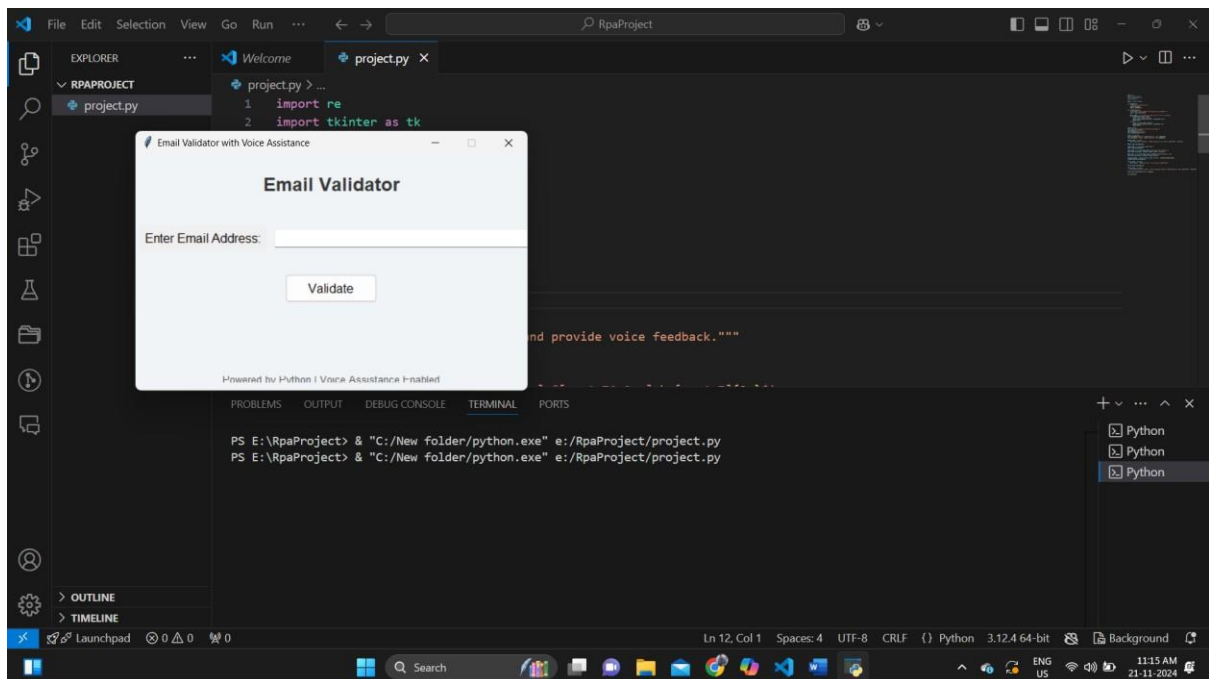 File Edit Selection View Go Run ... RpaProject
EXPLORER ... Welcome project.py
RPAPROJECT
project.py
project.py > ...
1 import re
2 import tkinter as tk
Email Validator with Voice Assistance
Email Validator
Enter Email Address:
Validate
Powered by Python | Voice Assistance Enabled
nd provide voice feedback."""
PROBLEMS OUTPUT DEBUG CONSOLE TERMINAL PORTS
PS E:\RpaProject> & "C:/New folder/python.exe" e:/RpaProject/project.py
PS E:\RpaProject> & "C:/New folder/python.exe" e:/RpaProject/project.py
Python
Python
Python
OUTLINE
TIMELINE
Launchpad 0 0 0 Ln 12, Col 1 Spaces: 4 UTF-8 CRLF {} Python 3.12.4 64-bit Background
Search ENG US 11:15 AM 21-11-2024